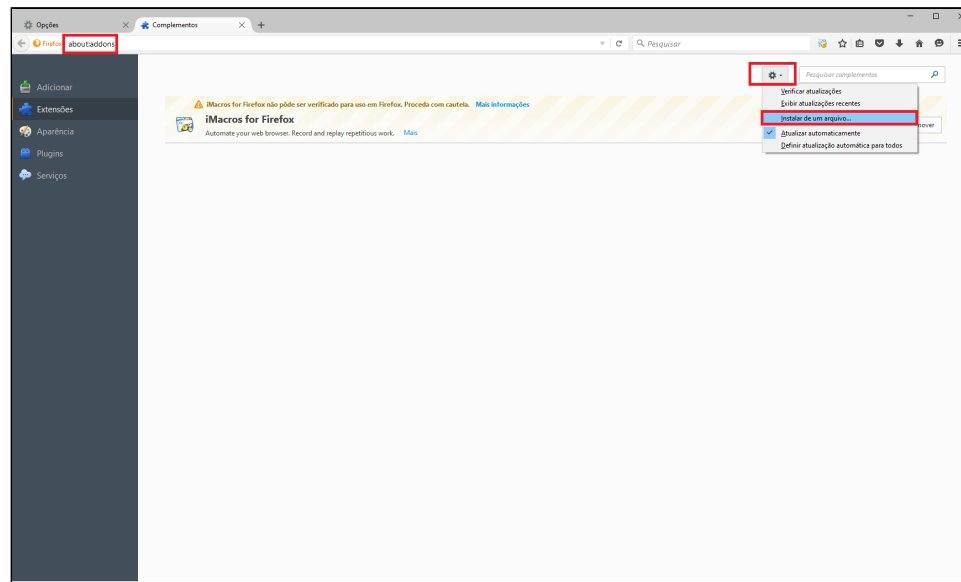 Opções
Complementos
Firefox
about:addons
Pesquisar
Pesquisar complementos
Adicionar
Extensões
Aparência
Plugins
Serviços
iMacros for Firefox não pôde ser verificado para uso em Firefox. Proceda com cautela. Mais informações
iMacros for Firefox
Automate your web browser. Record and replay repetitious work. Mais
Verificar atualizações
Exibir atualizações recentes
Instalar de um arquivo...
Atualizar automaticamente
Definir atualização automática para todos